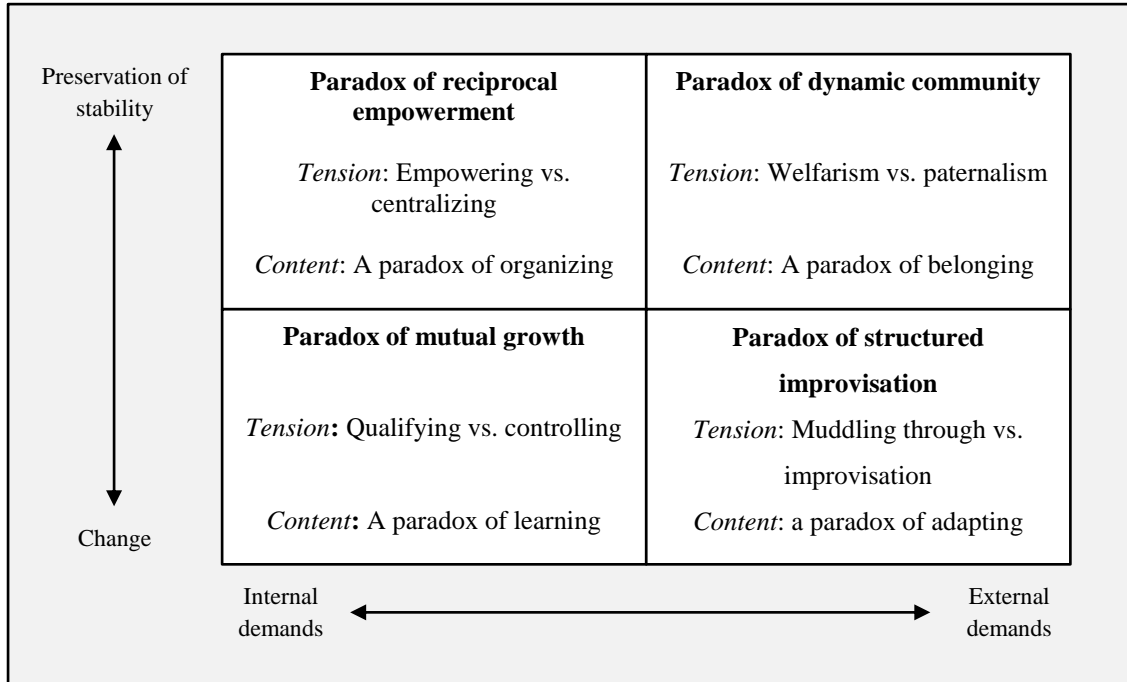 Preservation of
stability
Paradox of reciprocal
empowerment
Tension: Empowering vs.
centralizing
Content: A paradox of organizing
Paradox of dynamic community
Tension: Welfarism vs. paternalism
Content: A paradox of belonging
Paradox of mutual growth
Tension: Qualifying vs. controlling
Content: A paradox of learning
Paradox of structured
improvisation
Tension: Muddling through vs.
improvisation
Content: a paradox of adapting
Change
Internal
demands
External
demands